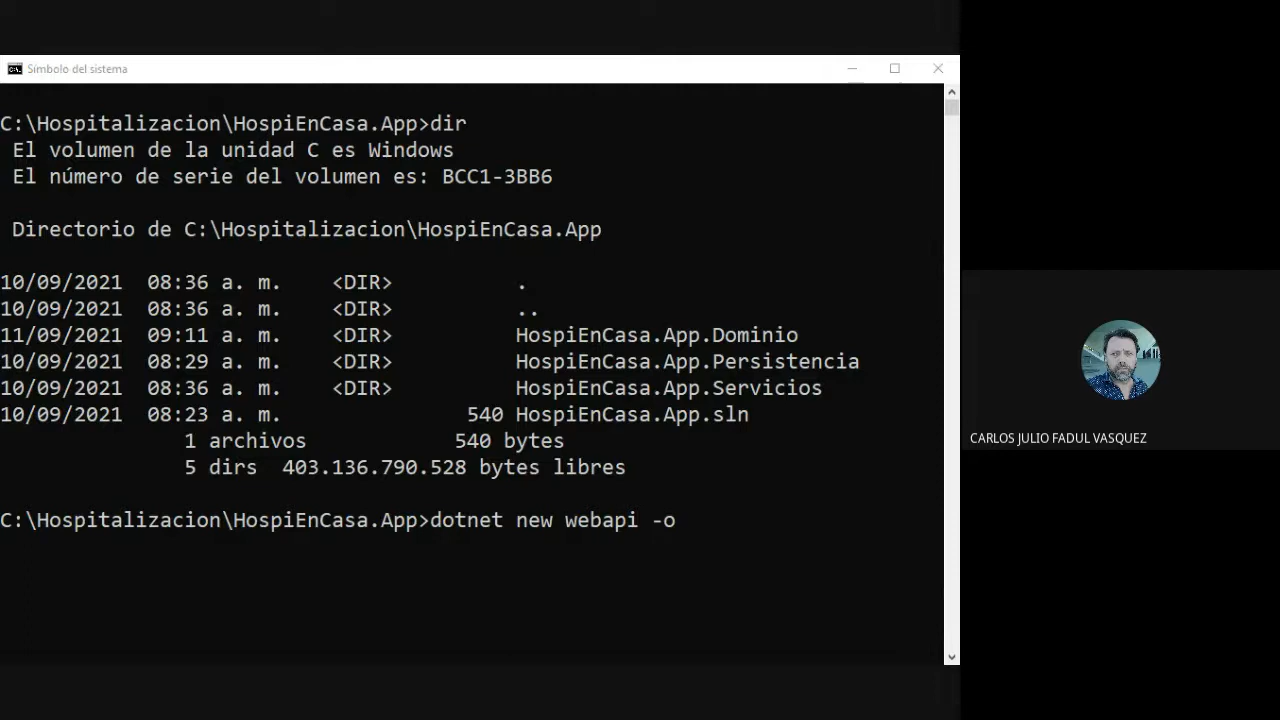 Símbolo del sistema
C:\Hospitalizacion\HospiEnCasa.App>dir
El volumen de la unidad C es Windows
El número de serie del volumen es: BCC1-3BB6
Directorio de C:\Hospitalizacion\HospiEnCasa.App
10/09/2021 08:36 a. m. <DIR> .
10/09/2021 08:36 a. m. <DIR> ..
11/09/2021 09:11 a. m. <DIR> HospiEnCasa.App.Dominio
10/09/2021 08:29 a. m. <DIR> HospiEnCasa.App.Persistencia
10/09/2021 08:36 a. m. <DIR> HospiEnCasa.App.Servicios
10/09/2021 08:23 a. m. 540 HospiEnCasa.App.sln
1 archivos 540 bytes
5 dirs 403.136.790.528 bytes libres
C:\Hospitalizacion\HospiEnCasa.App>dotnet new webapi -o
CARLOS JULIO FADUL VASQUEZ